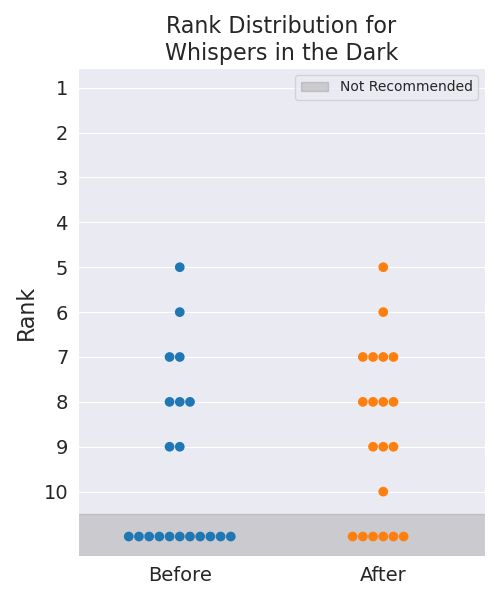 Rank Distribution for
Whispers in the Dark
Not Recommended
1
2
3
4
5
6
7
8
9
10
Rank
Before After